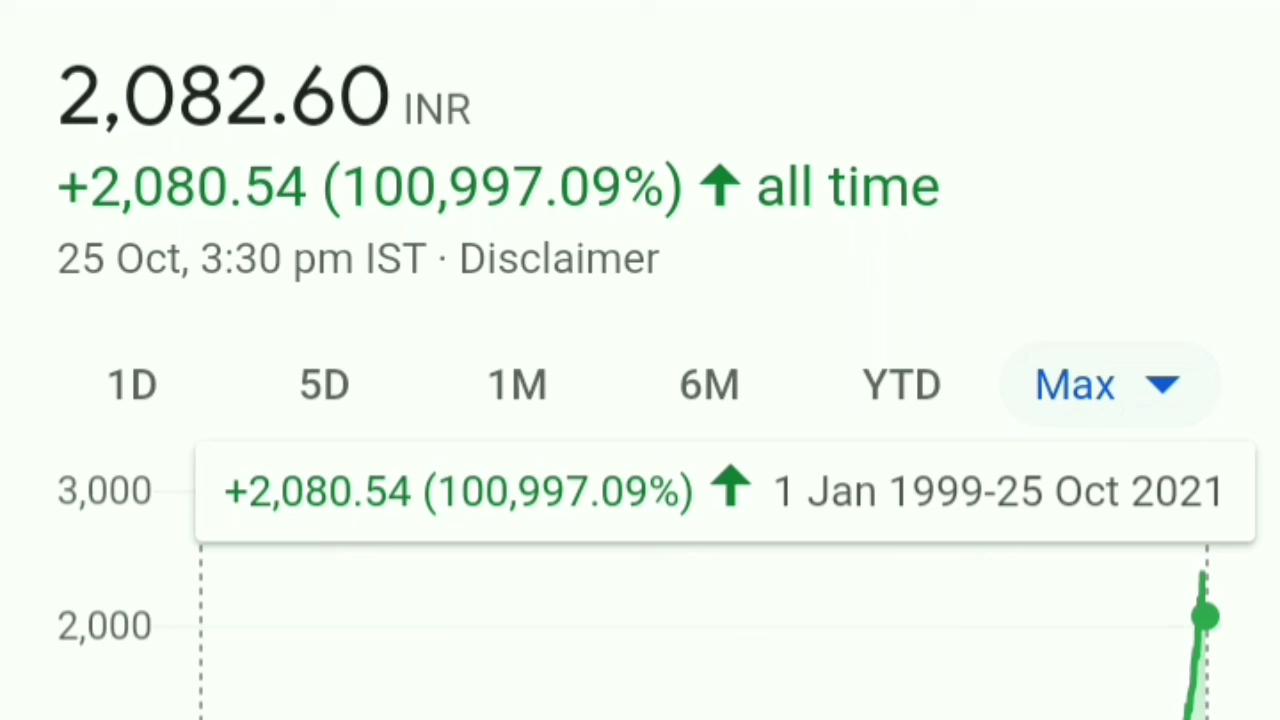 2,082.60 INR
+2,080.54 (100,997.09%) ↑ all time
25 Oct, 3:30 pm IST · Disclaimer
1D 5D 1M 6M YTD Max
3,000
+2,080.54 (100,997.09%) ↑ 1 Jan 1999-25 Oct 2021
2,000